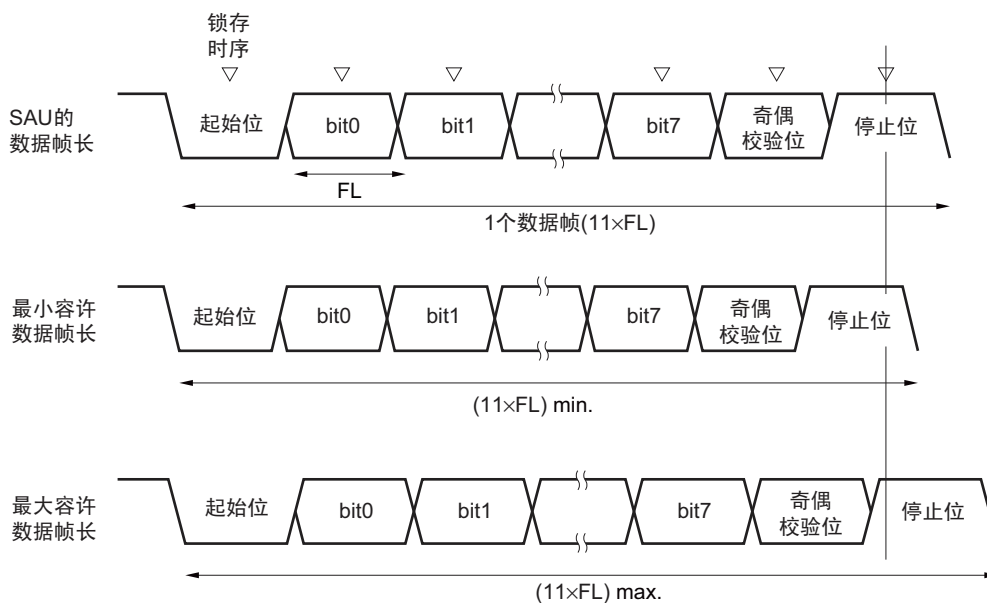 锁存
时序
SAU的
数据帧长
起始位
bit0
bit1
bit7
奇偶
校验位
停止位
FL
1个数据帧(11×FL)
最小容许
数据帧长
起始位
bit0
bit1
bit7
奇偶
校验位
停止位
(11×FL) min.
最大容许
数据帧长
起始位
bit0
bit1
bit7
奇偶
校验位
停止位
(11×FL) max.